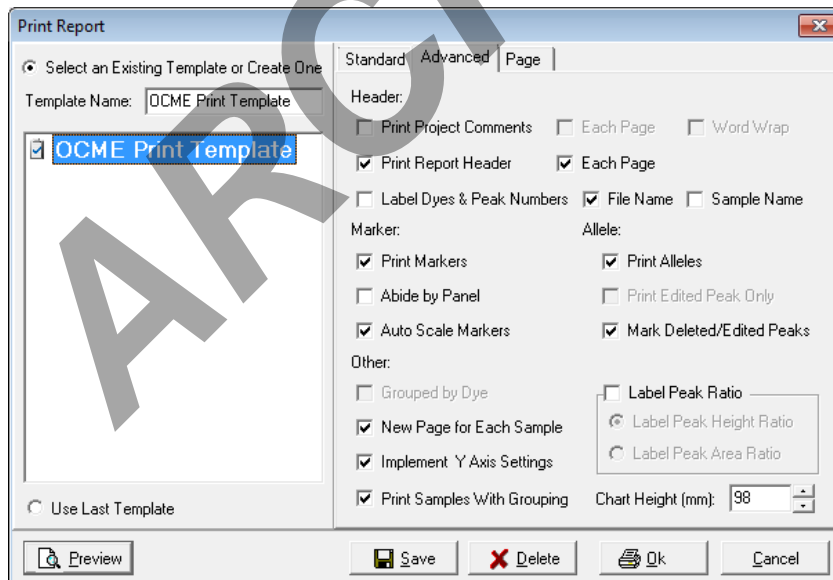 Print Report
Select an Existing Template or Create One
Template Name: OCME Print Template
OCME Print Template
Use Last Template
Preview
Standard Advanced Page
Header:
Print Project Comments Each Page Word Wrap
Print Report Header Each Page
Label Dyes & Peak Numbers File Name Sample Name
Marker: Allele:
Print Markers Print Alleles
Abide by Panel Print Edited Peak Only
Auto Scale Markers Mark Deleted/Edited Peaks
Other:
Grouped by Dye Label Peak Ratio
New Page for Each Sample Label Peak Height Ratio
Implement Y Axis Settings Label Peak Area Ratio
Print Samples With Grouping Chart Height (mm): 98
Save Delete Ok Cancel